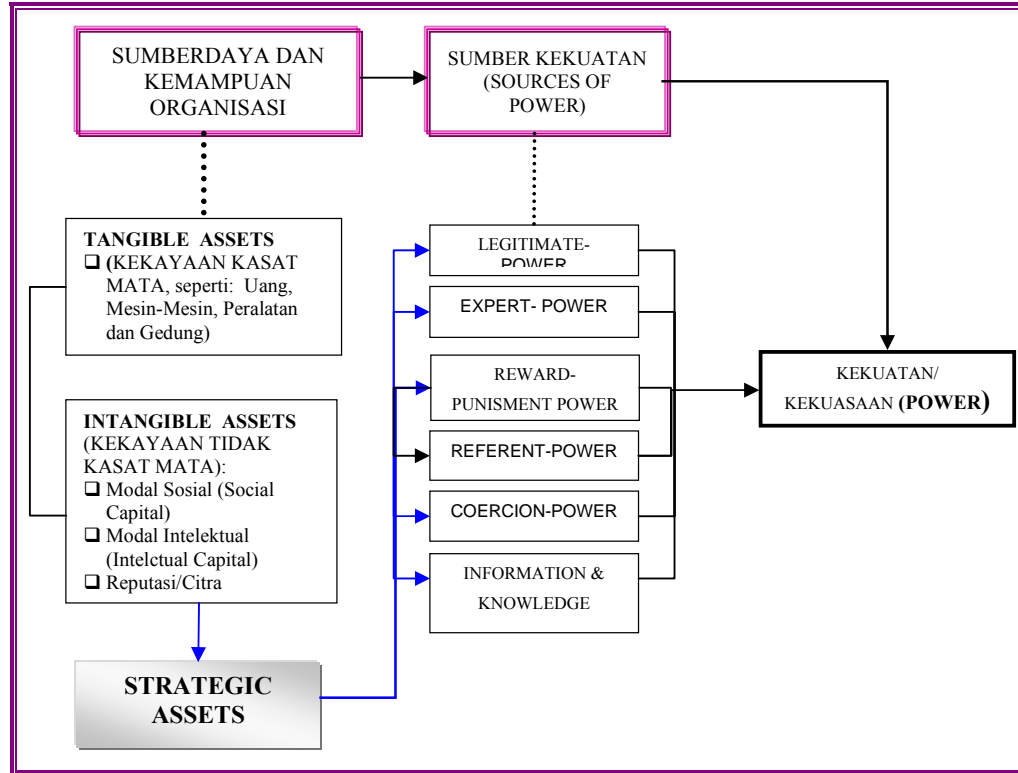 SUMBERDAYA DAN
KEMAMPUAN
ORGANISASI
SUMBER KEKUATAN
(SOURCES OF
POWER)
TANGIBLE ASSETS
❑ (KEKAYAAN KASAT
MATA, seperti: Uang,
Mesin-Mesin, Peralatan
dan Gedung)
INTANGIBLE ASSETS
(KEKAYAAN TIDAK
KASAT MATA):
❑ Modal Sosial (Social
Capital)
❑ Modal Intelektual
(Intelctual Capital)
❑ Reputasi/Citra
STRATEGIC
ASSETS
LEGITIMATE-
POWER
EXPERT- POWER
REWARD-
PUNISMENT POWER
REFERENT-POWER
COERCION-POWER
INFORMATION &
KNOWLEDGE
KEKUATAN/
KEKUASAAN (POWER)